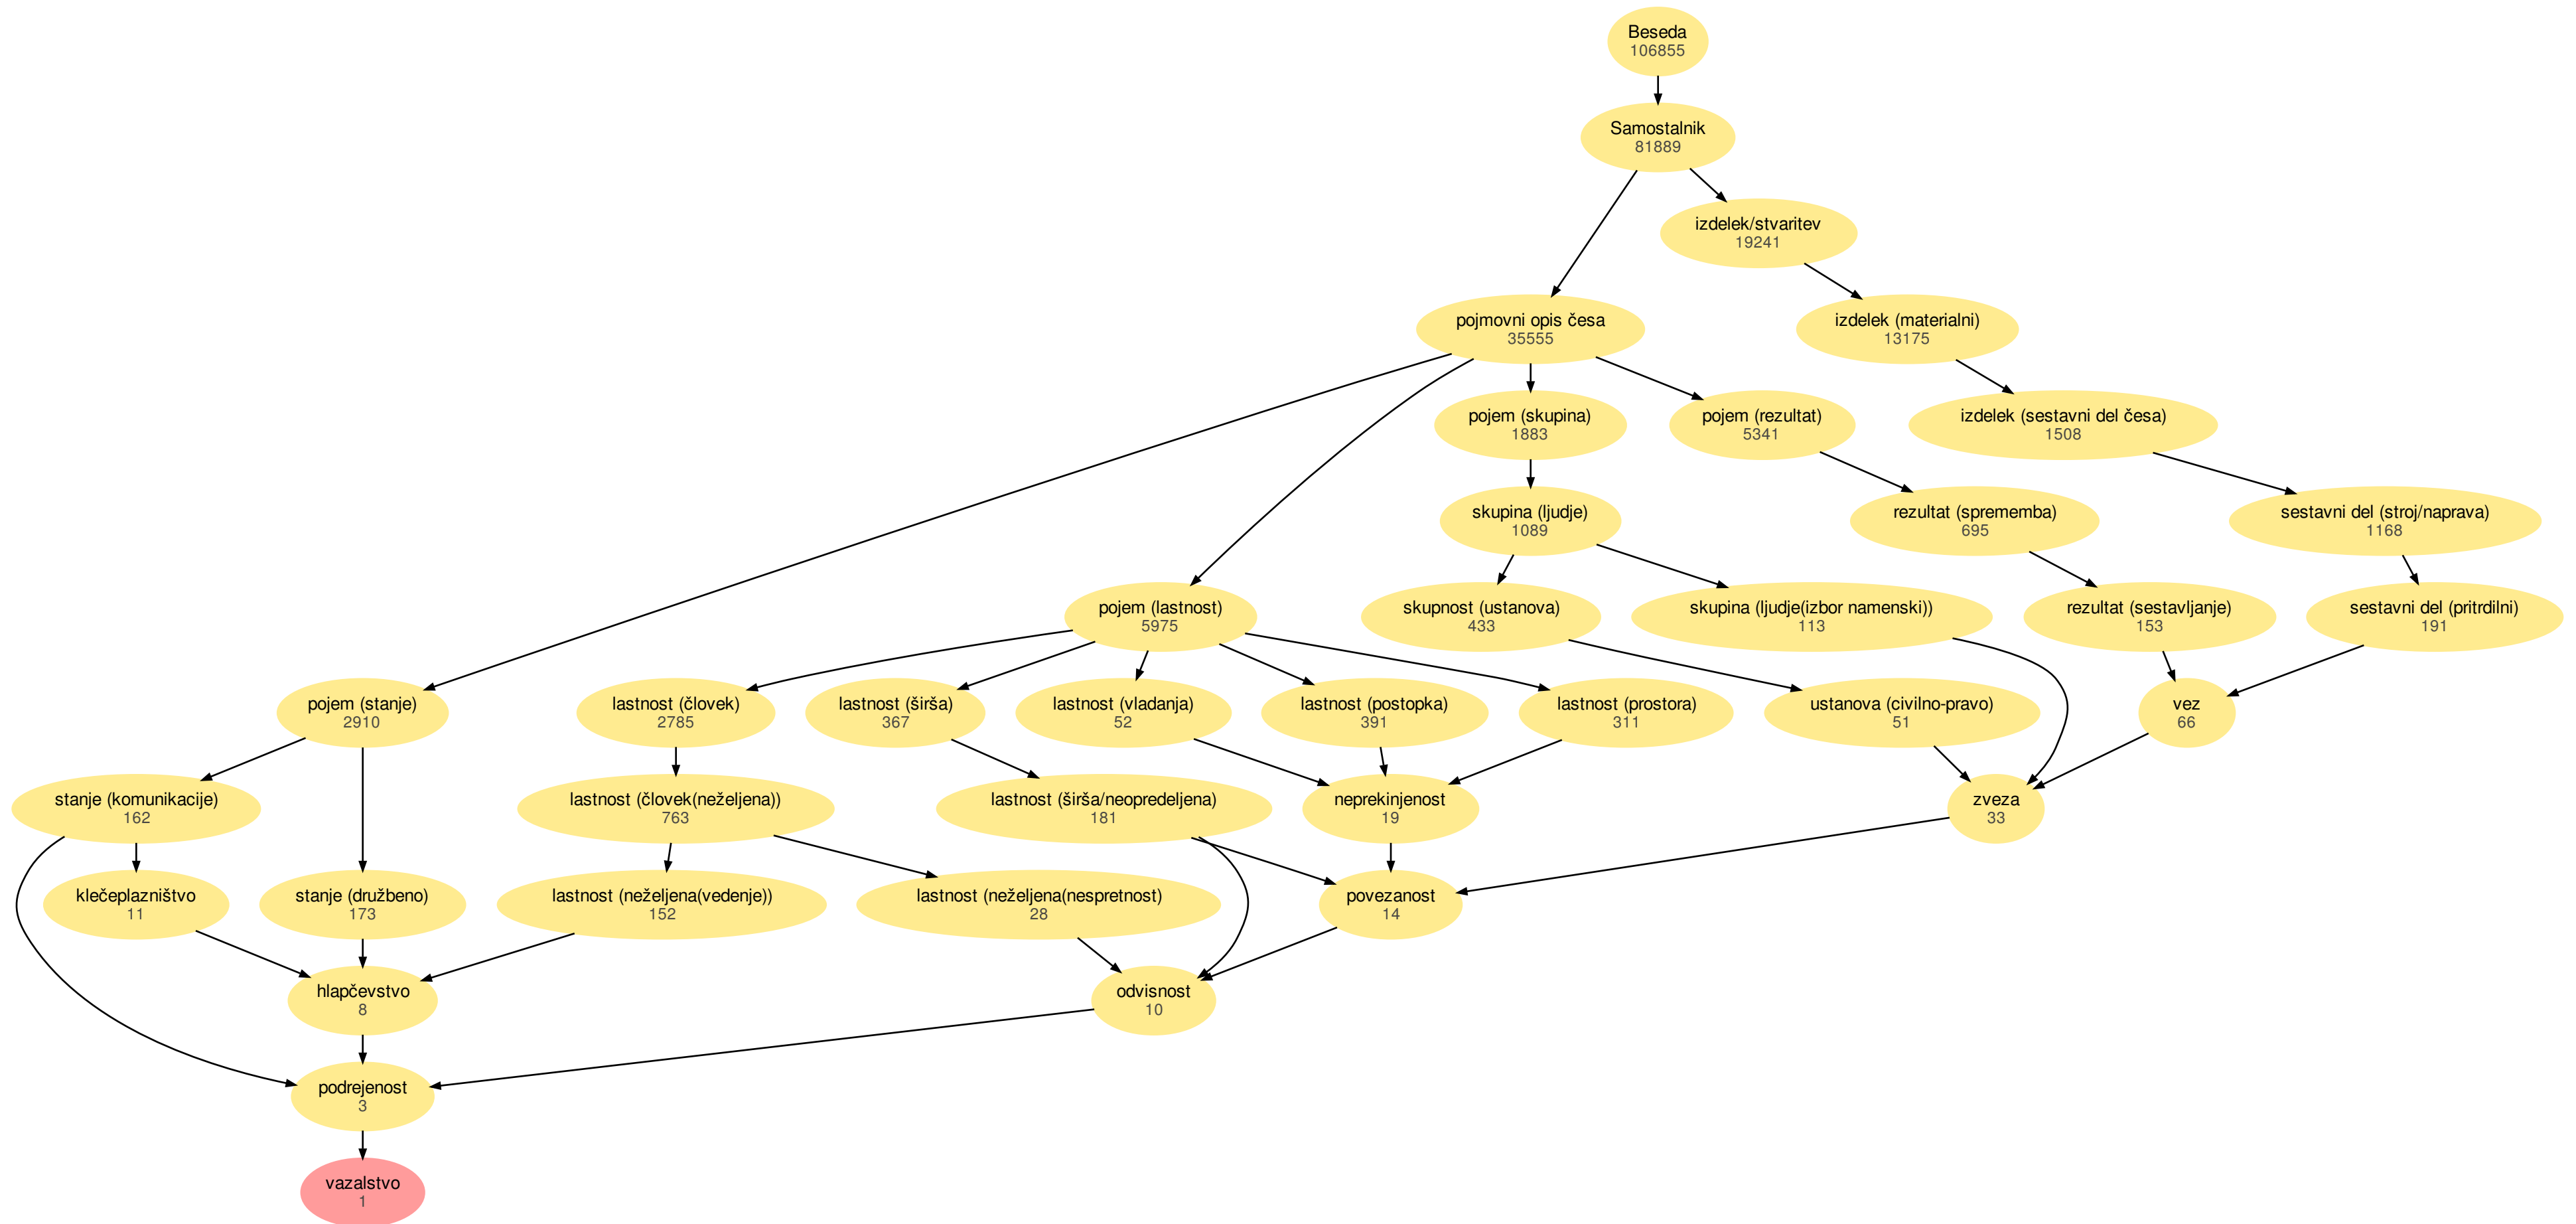 Beseda
106855
Samostalnik
81889
izdelek/stvaritev
19241
pojmovni opis česa
35555
izdelek (materialni)
13175
pojem (skupina)
1883
pojem (rezultat)
5341
izdelek (sestavni del česa)
1508
skupina (ljudje)
1089
rezultat (sprememba)
695
sestavni del (stroj/naprava)
1168
pojem (lastnost)
5975
skupnost (ustanova)
433
skupina (ljudje(izbor namenski))
113
rezultat (sestavljanje)
153
sestavni del (pritrdilni)
191
pojem (stanje)
2910
lastnost (človek)
2785
lastnost (širša)
367
lastnost (vladanja)
52
lastnost (postopka)
391
lastnost (prostora)
311
ustanova (civilno-pravo)
51
vez
66
stanje (komunikacije)
162
lastnost (človek(neželjena))
763
lastnost (širša/neopredeljena)
181
neprekinjenost
19
zveza
33
klečeplazništvo
11
stanje (družbeno)
173
lastnost (neželjena(vedenje))
152
lastnost (neželjena(nespretnost)
28
povezanost
14
hlapčevstvo
8
odvisnost
10
podrejenost
3
vazalstvo
1